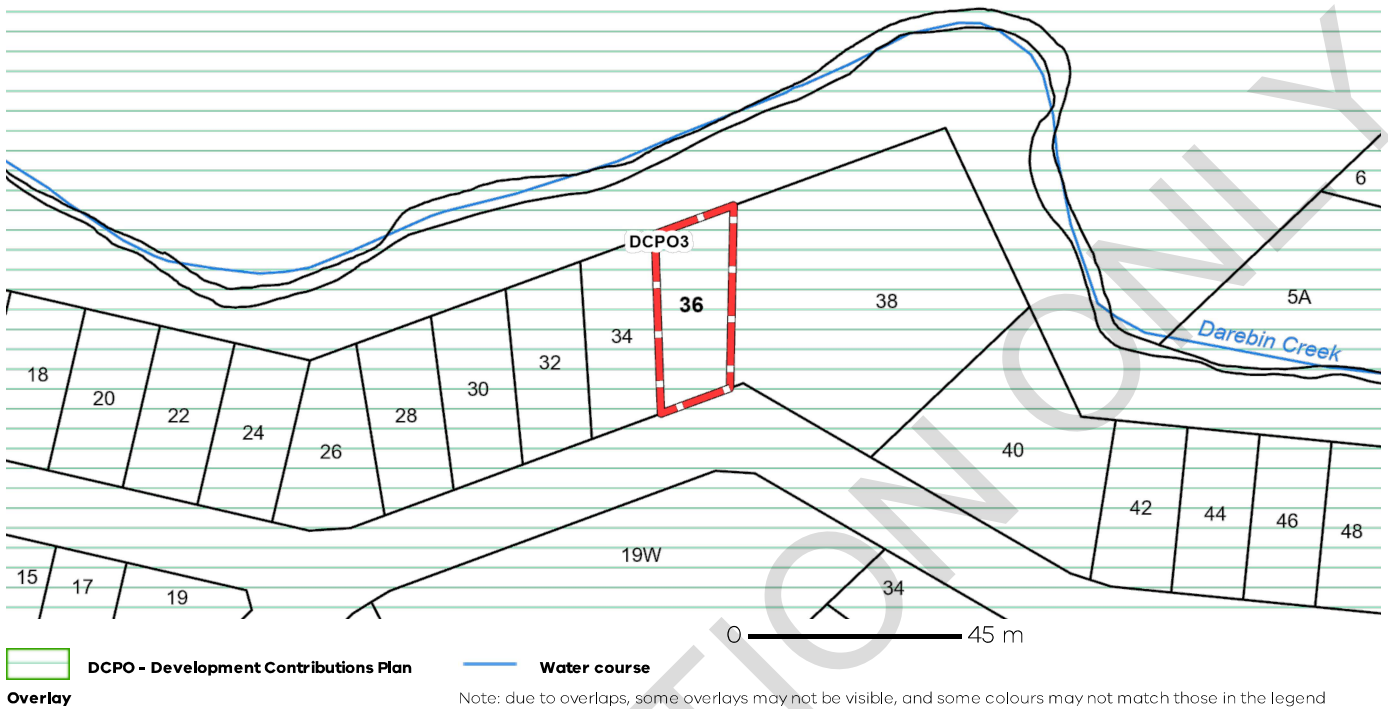 6
DCPO3
36
38
5A
34
Darebin Creek
32
18
30
20
28
22
24
26
40
42
44
46
48
19W
15
17
19
34
0 45 m
DCPO - Development Contributions Plan
Overlay
Water course
Note: due to overlaps, some overlays may not be visible, and some colours may not match those in the legend
TION ONLY